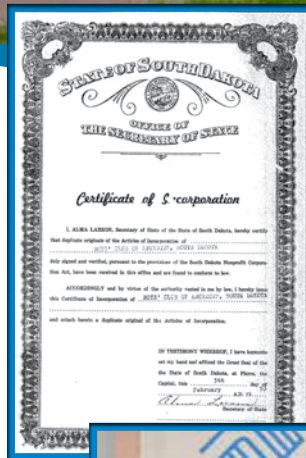 STATE OF SOUTH DAKOTA
OFFICE OF
THE SECRETARY OF STATE
Certificate of S corporation
I, ALMA LARSON, Secretary of State of the State of South Dakota, hereby certify
that duplicate originals of the Articles of Incorporation of
BOYS' CLUB OF , SOUTH DAKOTA
duly signed and verified, pursuant to the provisions of the South Dakota Nonprofit Corpora-
tion Act, have been received in this office and are found to conform to law.
ACCORDINGLY and by virtue of the authority vested in me by law, I hereby issue
this Certificate of Incorporation of BOYS' CLUB OF , SOUTH DAKOTA
and attach hereto a duplicate original of the Articles of Incorporation.
IN TESTIMONY WHEREOF, I have hereunto
set my hand and affixed the Great Seal of the
State of South Dakota, at Pierre, the
Capital, this 5th day of
February A.D. 19
Alma Larson
Secretary of State